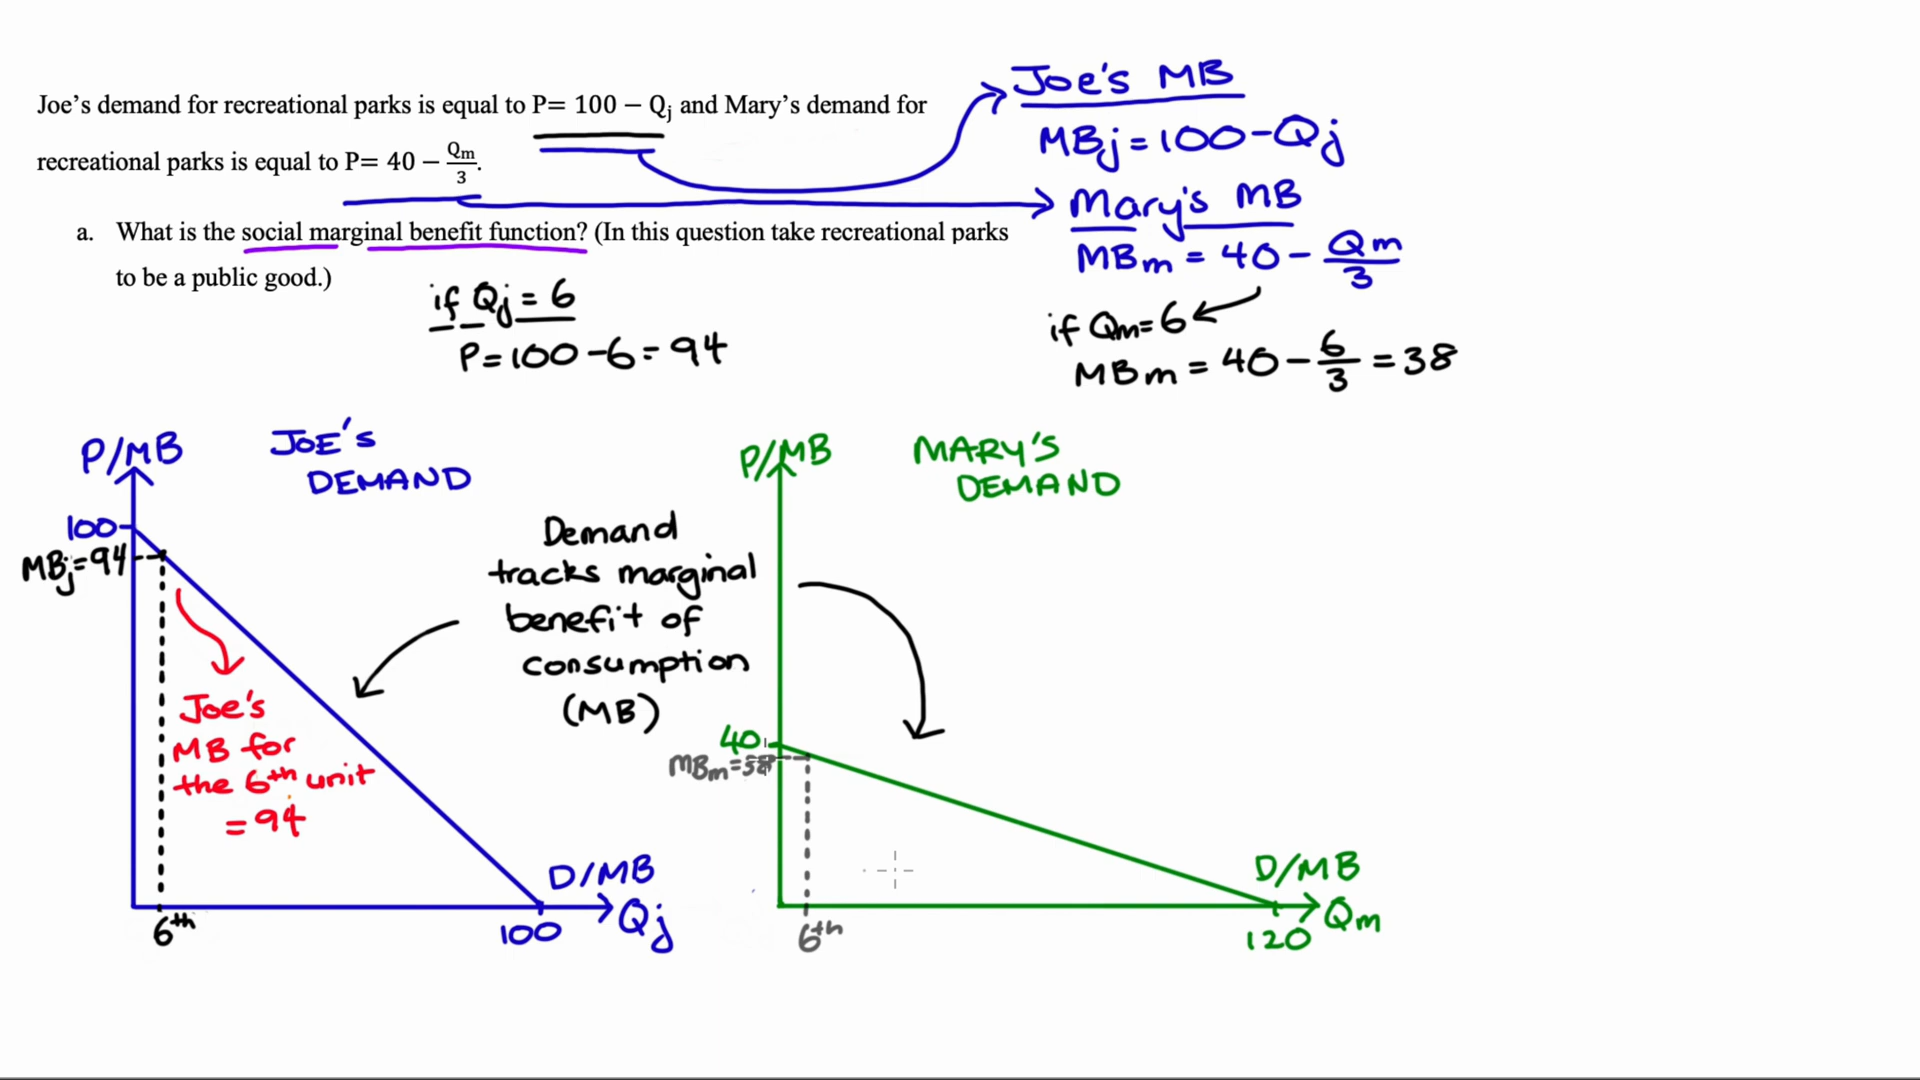 Joe’s demand for recreational parks is equal to P= 100 − Qj and Mary’s demand for
recreational parks is equal to P= 40 − Qm/3.
a. What is the social marginal benefit function? (In this question take recreational parks
to be a public good.)
Joe's MB
MBj = 100 - Qj
Mary's MB
MBm = 40 - Qm/3
if Qj = 6
P = 100 - 6 = 94
if Qm = 6
MBm = 40 - 6/3 = 38
P/MB
JOE'S
DEMAND
100
MBj = 94
Joe's
MB for
the 6th unit
= 94
6th
100
D/MB
Qj
Demand
tracks marginal
benefit of
consumption
(MB)
P/MB
MARY'S
DEMAND
40
MBm = 38
6th
D/MB
120
Qm